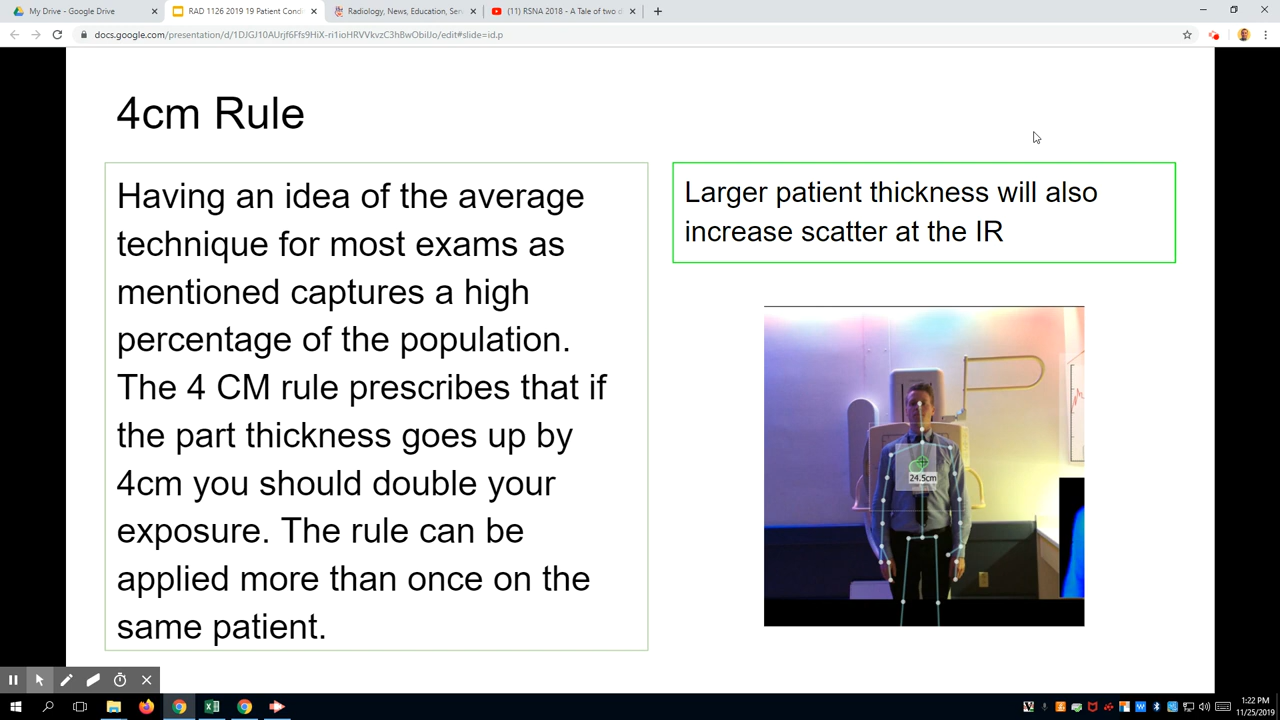 My Drive - Google Drive
RAD 1126 2019 19 Patient Cond
Radiology, News, Education, Ser
(11) RSNA 2018 - A Tale of two d
docs.google.com/presentation/d/1DJGJ10AUrjf6Ffs9HiX-ri1ioHRVVkvzC3hBwObiIJo/edit#slide=id.p
4cm Rule
Having an idea of the average
technique for most exams as
mentioned captures a high
percentage of the population.
The 4 CM rule prescribes that if
the part thickness goes up by
4cm you should double your
exposure. The rule can be
applied more than once on the
same patient.
Larger patient thickness will also
increase scatter at the IR
24.5cm
1:22 PM
11/25/2019